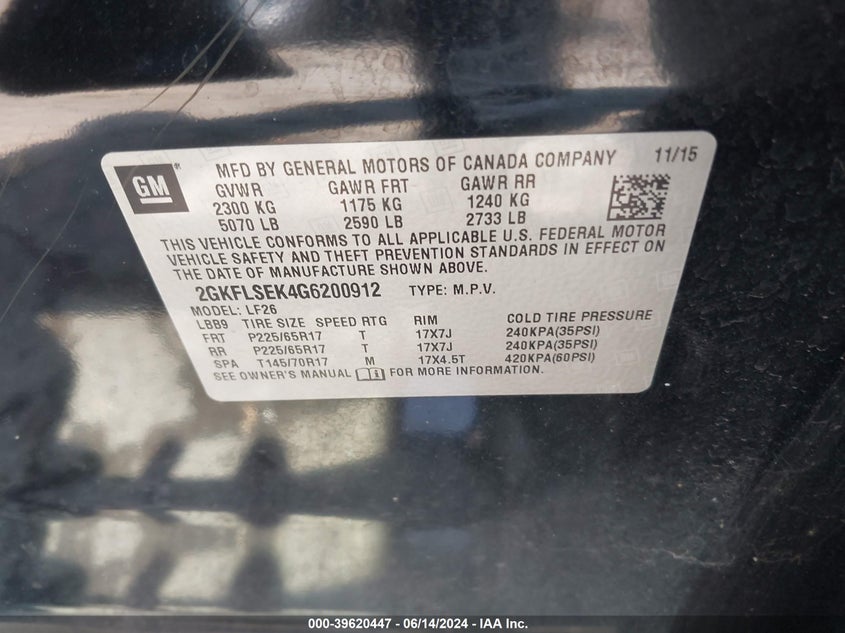 GM
MFD BY GENERAL MOTORS OF CANADA COMPANY 11/15
GVWR GAWR FRT GAWR RR
2300 KG 1175 KG 1240 KG
5070 LB 2590 LB 2733 LB
THIS VEHICLE CONFORMS TO ALL APPLICABLE U.S. FEDERAL MOTOR
VEHICLE SAFETY AND THEFT PREVENTION STANDARDS IN EFFECT ON
THE DATE OF MANUFACTURE SHOWN ABOVE.
2GKFLSEK4G6200912 TYPE: M.P.V.
MODEL: LF26
LBB9 TIRE SIZE SPEED RTG RIM COLD TIRE PRESSURE
FRT P225/65R17 T 17X7J 240KPA(35PSI)
RR P225/65R17 T 17X7J 240KPA(35PSI)
SPA T145/70R17 M 17X4.5T 420KPA(60PSI)
SEE OWNER'S MANUAL FOR MORE INFORMATION.
000-39620447 - 06/14/2024 - IAA Inc.